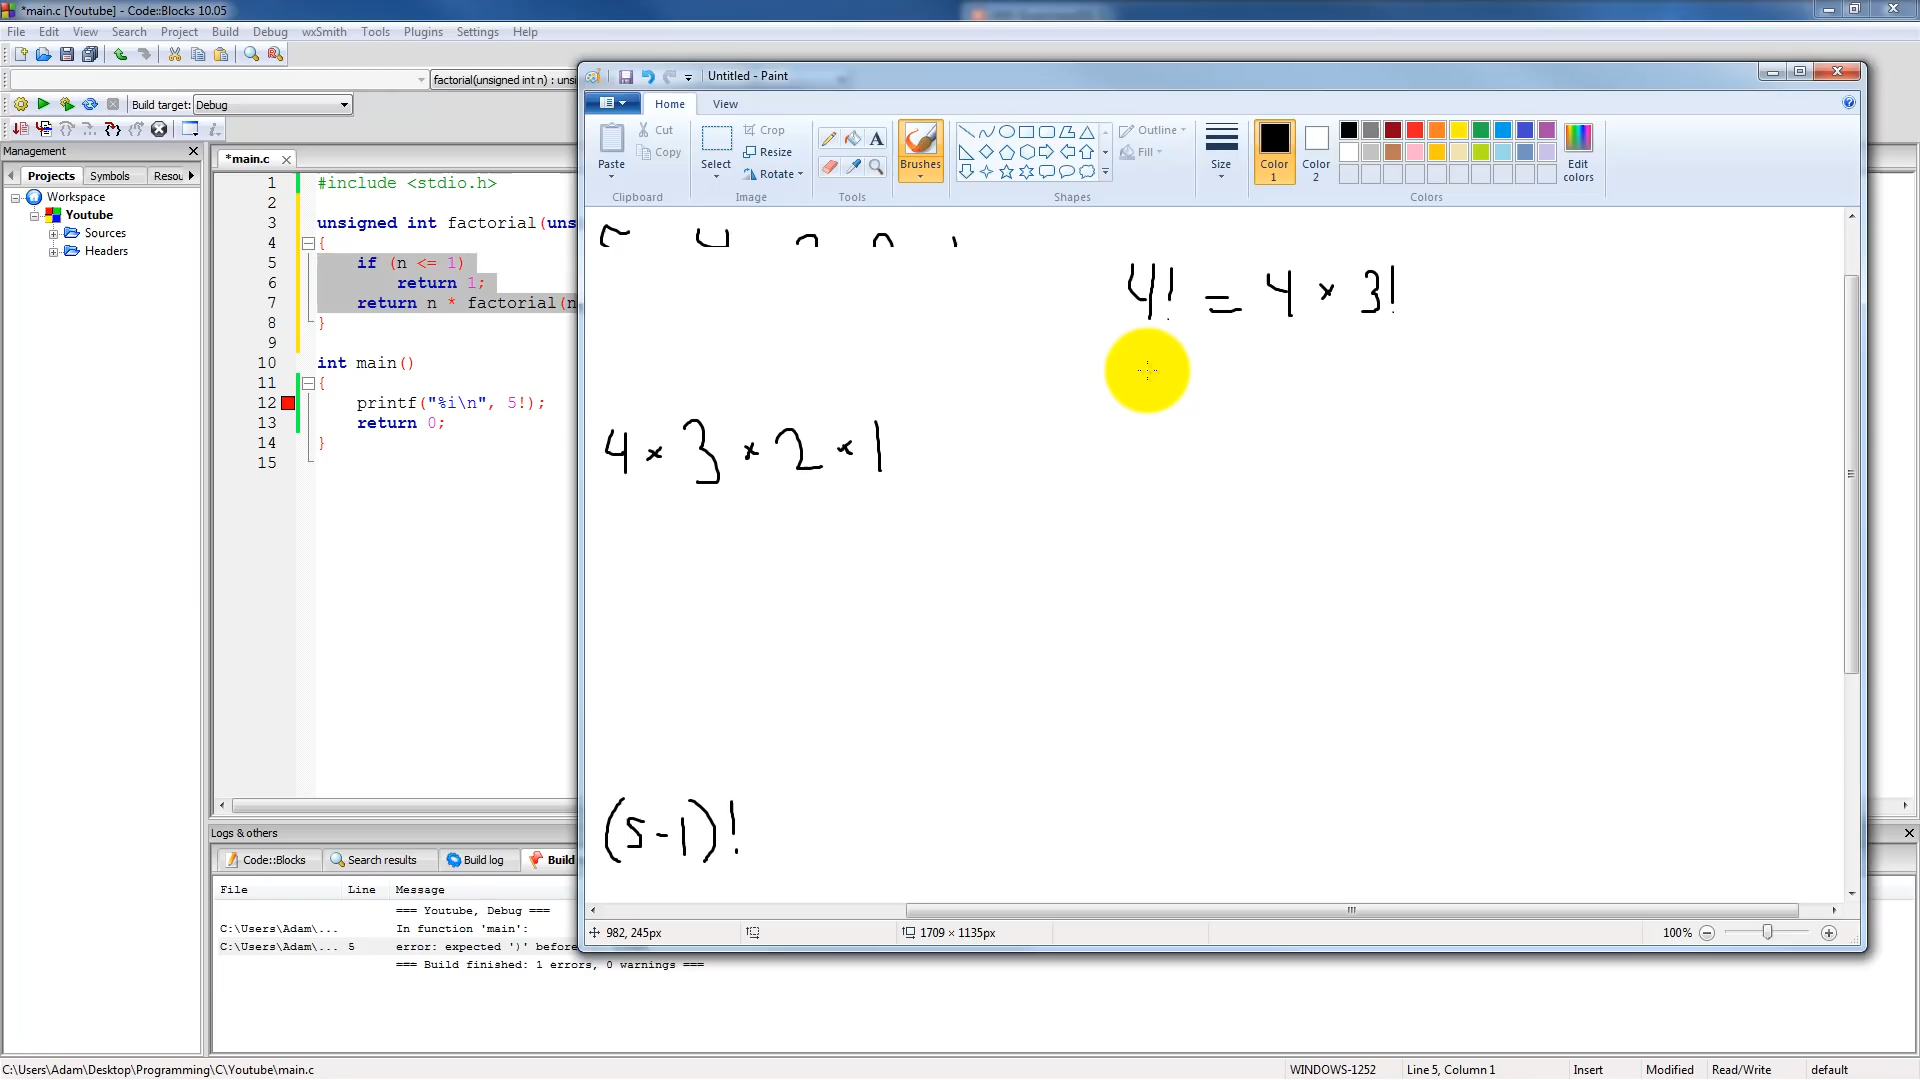 *main.c [Youtube] - Code::Blocks 10.05
File Edit View Search Project Build Debug wxSmith Tools Plugins Settings Help
factorial(unsigned int n) : unsi
Build target: Debug
Management
Projects Symbols Resou
Workspace
Youtube
Sources
Headers
*main.c
1 #include <stdio.h>
2
3 unsigned int factorial(uns
4 {
5 if (n <= 1)
6 return 1;
7 return n * factorial(n
8 }
9
10 int main()
11 {
12 printf("%i\n", 5!);
13 return 0;
14 }
15
Untitled - Paint
Home View
Paste
Cut
Copy
Clipboard
Select
Crop
Resize
Rotate
Image
Tools
Brushes
Shapes
Outline
Fill
Size
Color 1
Color 2
Edit colors
Colors
4! = 4 × 3!
4 × 3 × 2 × 1
(5-1)!
982, 245px
1709 × 1135px
100%
Logs & others
Code::Blocks Search results Build log Build
File Line Message
=== Youtube, Debug ===
C:\Users\Adam\... In function 'main':
C:\Users\Adam\... 5 error: expected ')' before
=== Build finished: 1 errors, 0 warnings ===
C:\Users\Adam\Desktop\Programming\C\Youtube\main.c
WINDOWS-1252
Line 5, Column 1
Insert
Modified
Read/Write
default